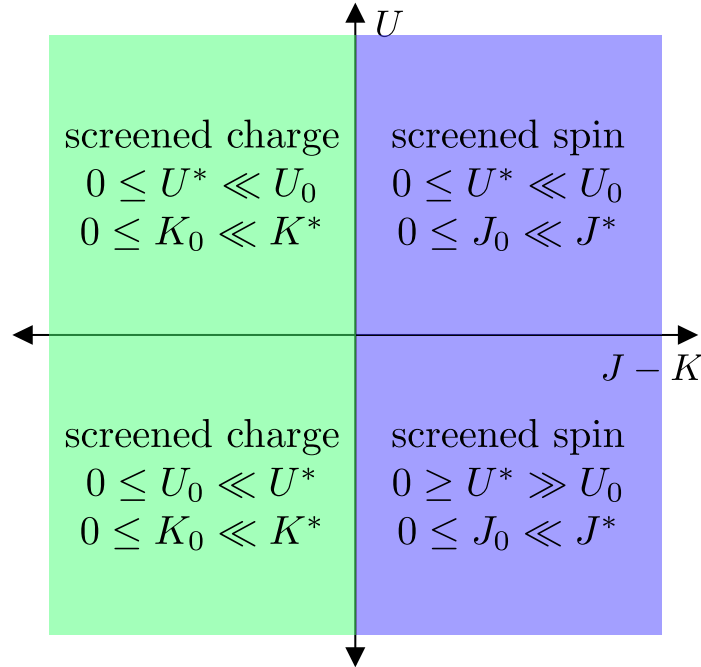 U
screened charge
0 ≤ U* ≪ U₀
0 ≤ K₀ ≪ K*
screened spin
0 ≤ U* ≪ U₀
0 ≤ J₀ ≪ J*
J − K
screened charge
0 ≤ U₀ ≪ U*
0 ≤ K₀ ≪ K*
screened spin
0 ≥ U* ≫ U₀
0 ≤ J₀ ≪ J*